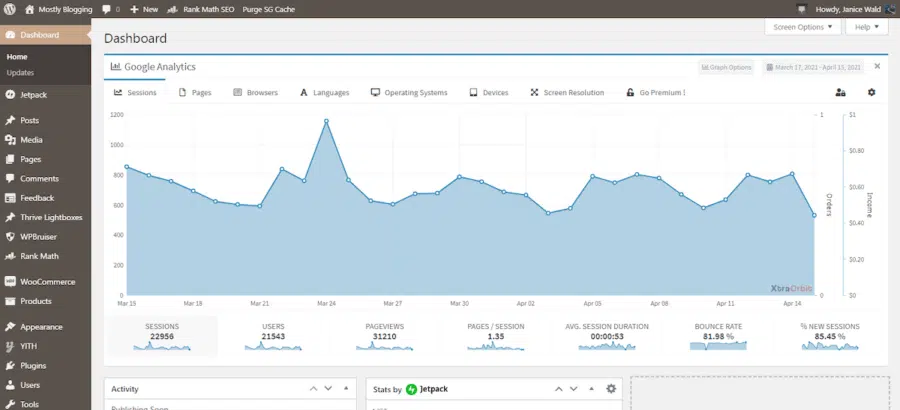 Mostly Blogging 0 New Rank Math SEO Purge SG Cache Howdy, Janice Wald
Dashboard
Home
Updates
Jetpack
Posts
Media
Pages
Comments
Feedback
Thrive Lightboxes
WPBruiser
Rank Math
WooCommerce
Products
Appearance
YITH
Plugins
Users
Tools
Screen Options Help
Dashboard
Google Analytics Graph Options March 17, 2021 - April 15, 2021
Sessions Pages Browsers Languages Operating Systems Devices Screen Resolution Go Premium !
1200
1000
800
600
400
200
0
1
0
Orders
$1
$0.80
$0.60
$0.40
$0.20
$0
Income
XtraOrbit
Mar 15 Mar 18 Mar 21 Mar 24 Mar 27 Mar 30 Apr 02 Apr 05 Apr 08 Apr 11 Apr 14
SESSIONS USERS PAGEVIEWS PAGES / SESSION AVG. SESSION DURATION BOUNCE RATE % NEW SESSIONS
22956 21543 31210 1.35 00:00:53 81.98 % 85.45 %
Activity
Stats by Jetpack
Publishing Soon